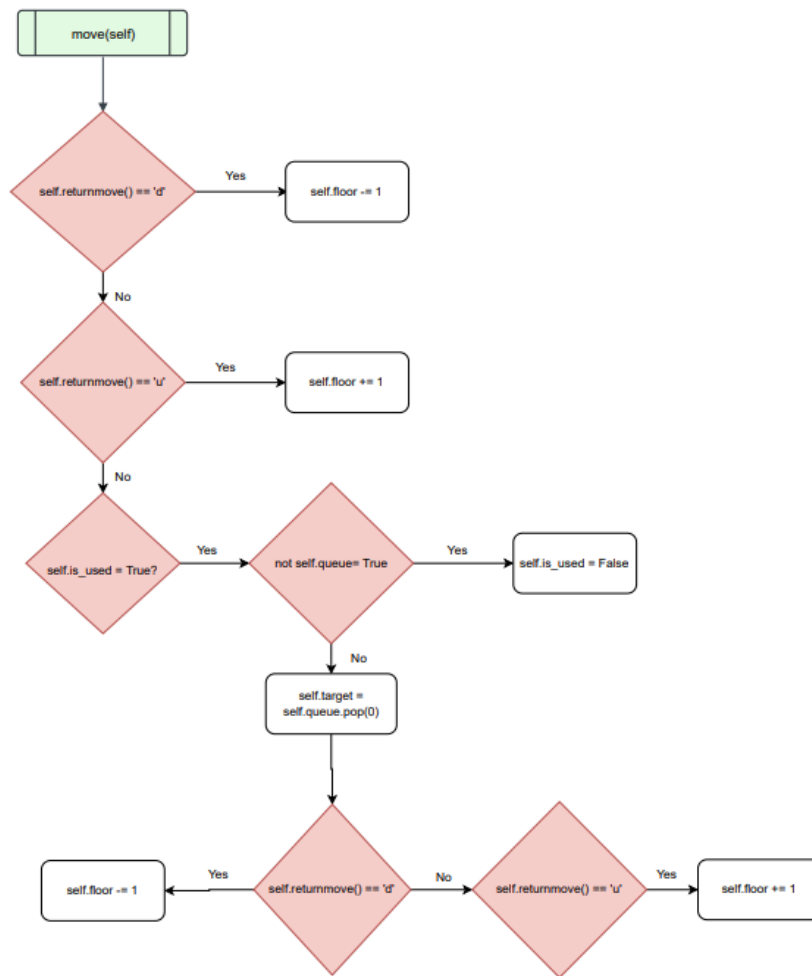 move(self)
self.returnmove() == 'd'
Yes
self.floor -= 1
No
self.returnmove() == 'u'
Yes
self.floor += 1
No
self.is_used = True?
Yes
not self.queue= True
Yes
self.is_used = False
No
self.target =
self.queue.pop(0)
self.floor -= 1
Yes
self.returnmove() == 'd'
No
self.returnmove() == 'u'
Yes
self.floor += 1